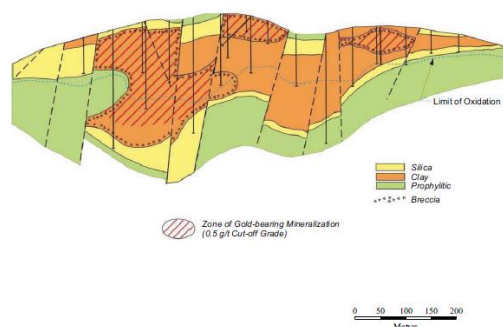 Limit of Oxidation
Silica
Clay
Prophylitic
Breccia
Zone of Gold-bearing Mineralization
(0.5 g/t Cut-off Grade)
0 50 100 150 200
Metres